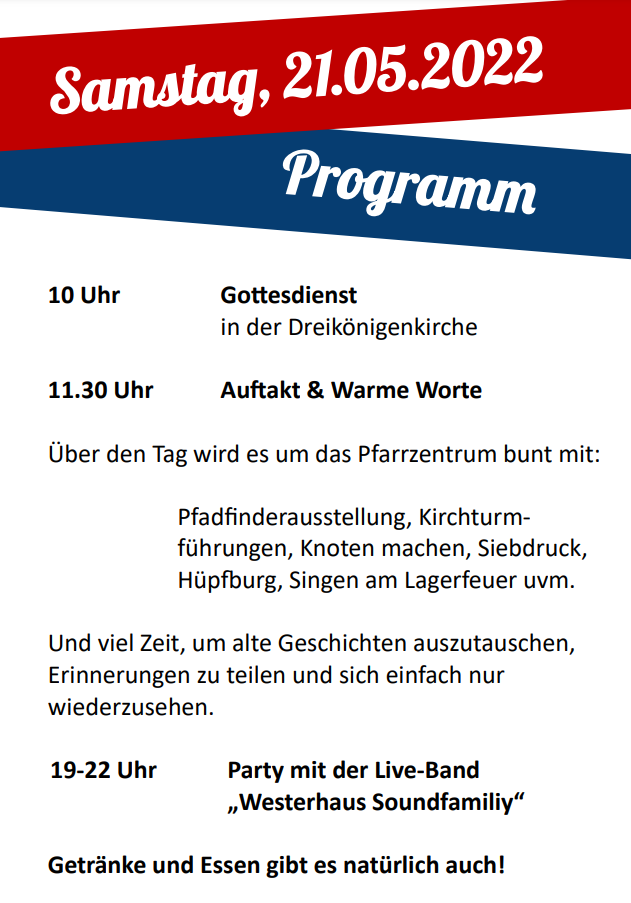 Samstag, 21.05.2022
Programm
10 Uhr Gottesdienst
in der Dreikönigenkirche
11.30 Uhr Auftakt & Warme Worte
Über den Tag wird es um das Pfarrzentrum bunt mit:
Pfadfinderausstellung, Kirchturm-
führungen, Knoten machen, Siebdruck,
Hüpfburg, Singen am Lagerfeuer uvm.
Und viel Zeit, um alte Geschichten auszutauschen,
Erinnerungen zu teilen und sich einfach nur
wiederzusehen.
19-22 Uhr Party mit der Live-Band
„Westerhaus Soundfamiliy“
Getränke und Essen gibt es natürlich auch!